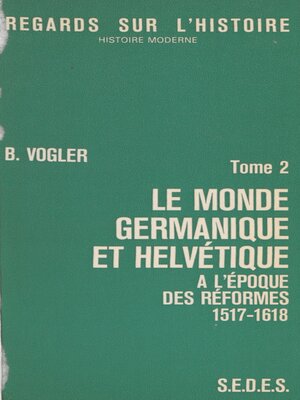 REGARDS SUR L'HISTOIRE
HISTOIRE MODERNE
B. VOGLER
Tome 2
LE MONDE
GERMANIQUE
ET HELVÉTIQUE
A L'ÉPOQUE
DES RÉFORMES
1517-1618
S.E.D.E.S.